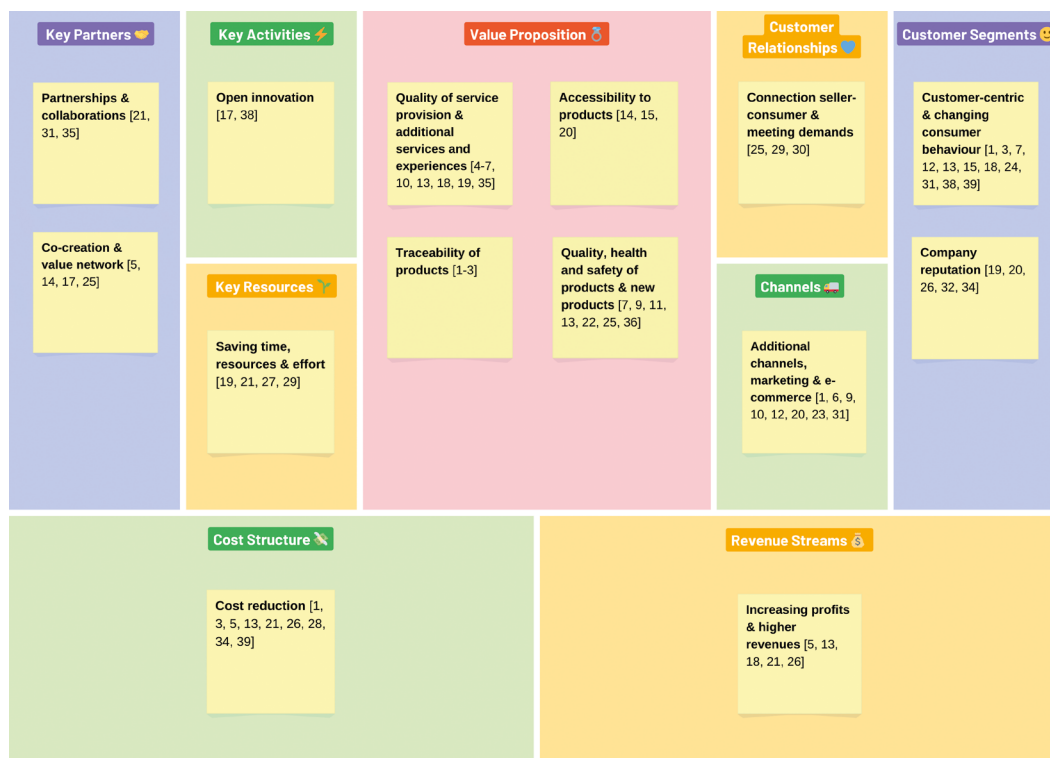 Key Partners 🤝
Partnerships &
collaborations [21,
31, 35]
Co-creation &
value network [5,
14, 17, 25]
Key Activities ⚡
Open innovation
[17, 38]
Key Resources 🌱
Saving time,
resources & effort
[19, 21, 27, 29]
Value Proposition 💍
Quality of service
provision &
additional
services and
experiences [4-7,
10, 13, 18, 19, 35]
Accessibility to
products [14, 15,
20]
Traceability of
products [1-3]
Quality, health
and safety of
products & new
products [7, 9, 11,
13, 22, 25, 36]
Customer
Relationships 💙
Connection seller-
consumer &
meeting demands
[25, 29, 30]
Channels 🚚
Additional
channels,
marketing & e-
commerce [1, 6, 9,
10, 12, 20, 23, 31]
Customer Segments 🙂
Customer-centric
& changing
consumer
behaviour [1, 3, 7,
12, 13, 15, 18, 24,
31, 38, 39]
Company
reputation [19, 20,
26, 32, 34]
Cost Structure 💸
Cost reduction [1,
3, 5, 13, 21, 26, 28,
34, 39]
Revenue Streams 💰
Increasing profits
& higher
revenues [5, 13,
18, 21, 26]